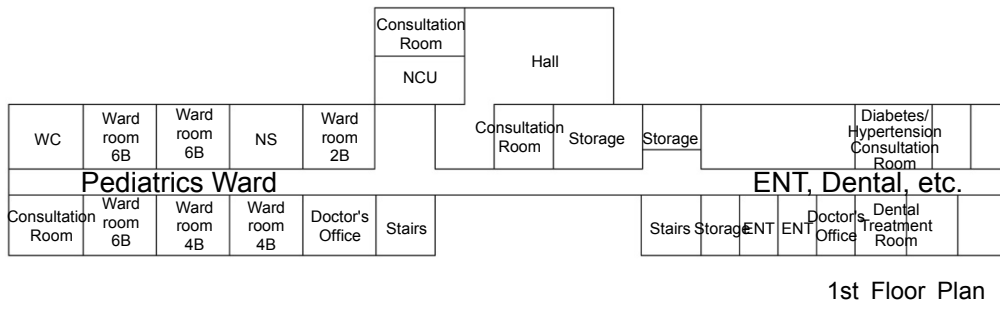 Consultation
Room
NCU
Hall
WC
Ward
room
6B
Ward
room
6B
NS
Ward
room
2B
Consultation
Room
Storage
Storage
Diabetes/
Hypertension
Consultation
Room
Pediatrics Ward
ENT, Dental, etc.
Consultation
Room
Ward
room
6B
Ward
room
4B
Ward
room
4B
Doctor's
Office
Stairs
Stairs
Storage
ENT
ENT
Doctor's
Office
Dental
Treatment
Room
1st Floor Plan